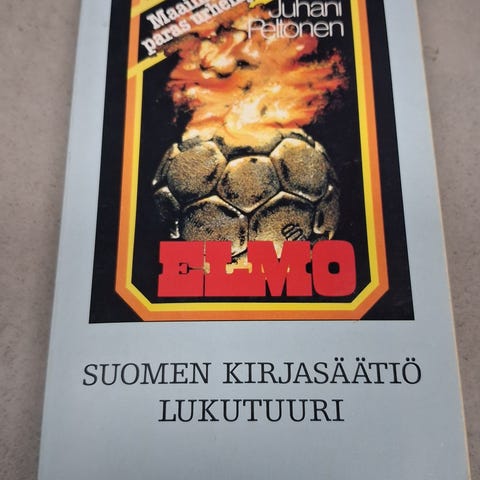 Juhani
paras
Peltonen
ELMO
SUOMEN KIRJASÄÄTIÖ
LUKUTUURI